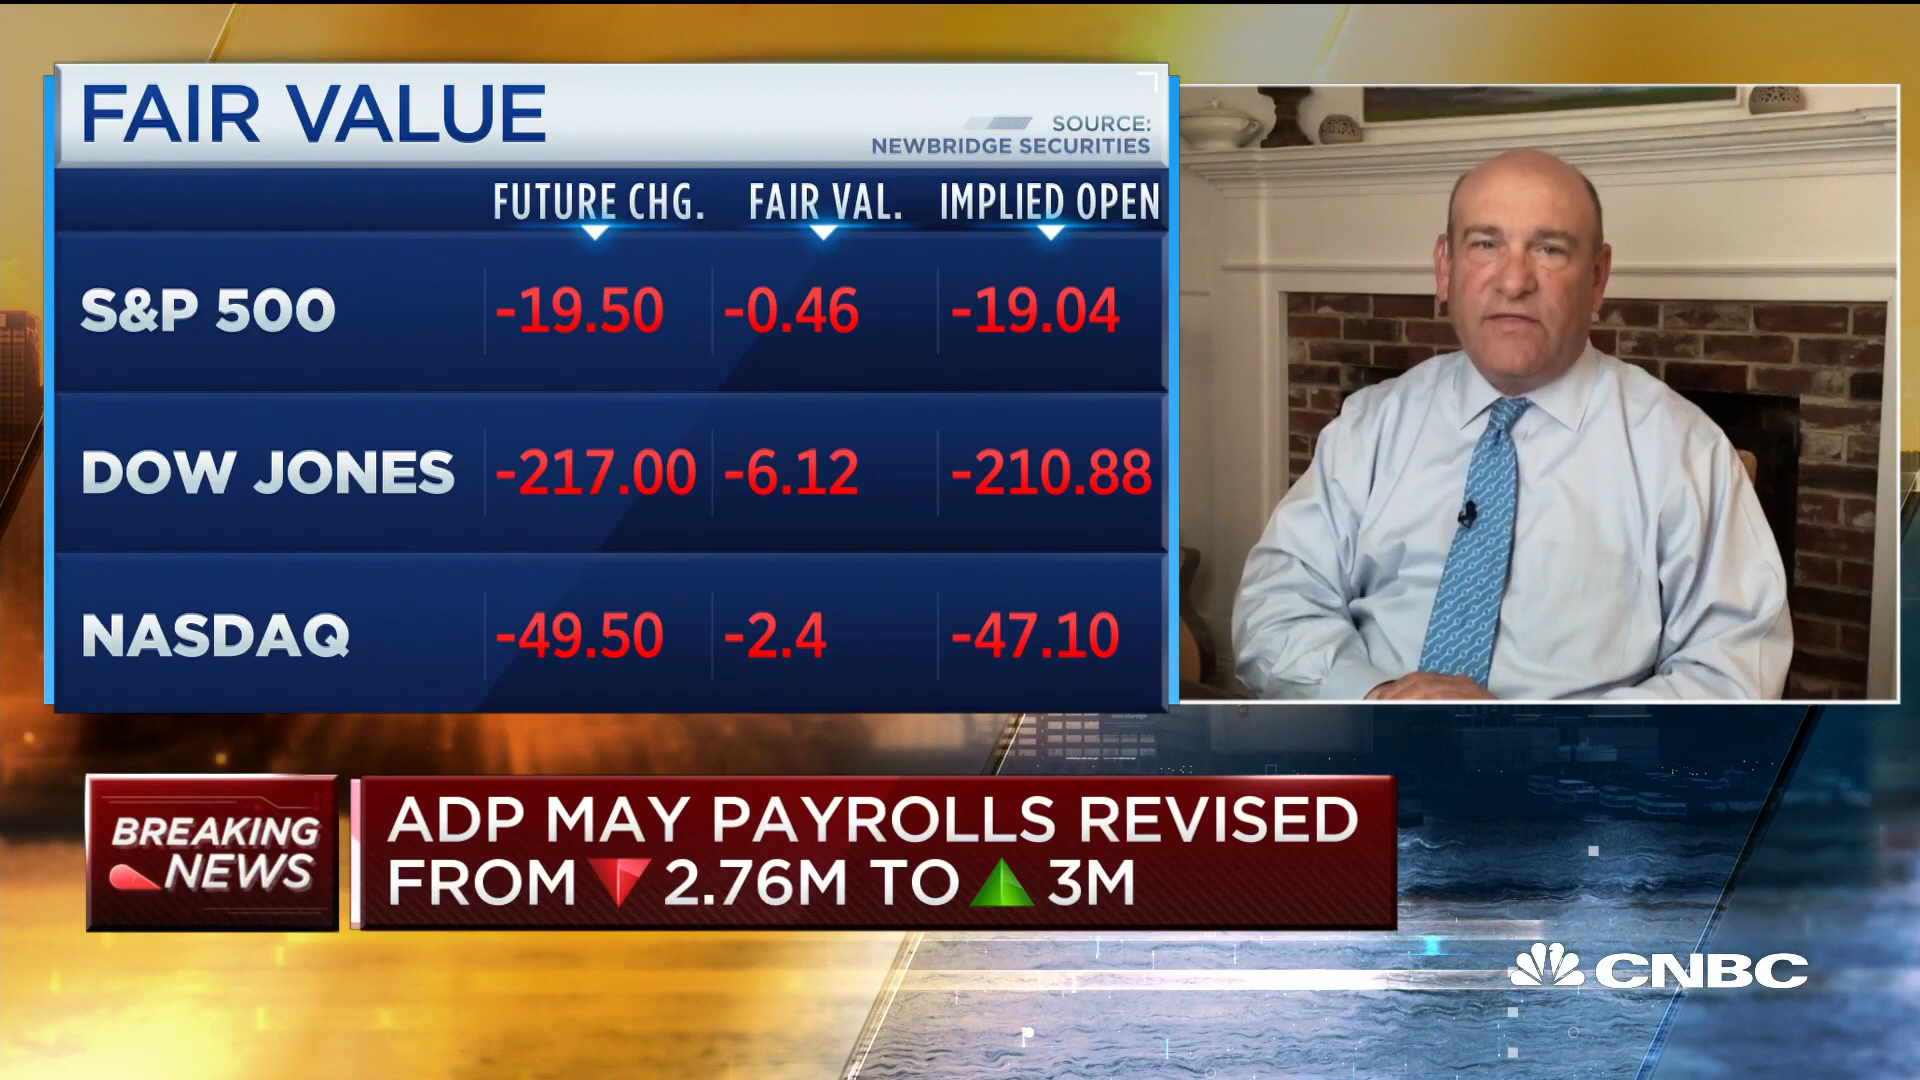 FAIR VALUE
SOURCE:
NEWBRIDGE SECURITIES
FUTURE CHG. FAIR VAL. IMPLIED OPEN
S&P 500 -19.50 -0.46 -19.04
DOW JONES -217.00 -6.12 -210.88
NASDAQ -49.50 -2.4 -47.10
BREAKING
NEWS
ADP MAY PAYROLLS REVISED
FROM 2.76M TO 3M
CNBC